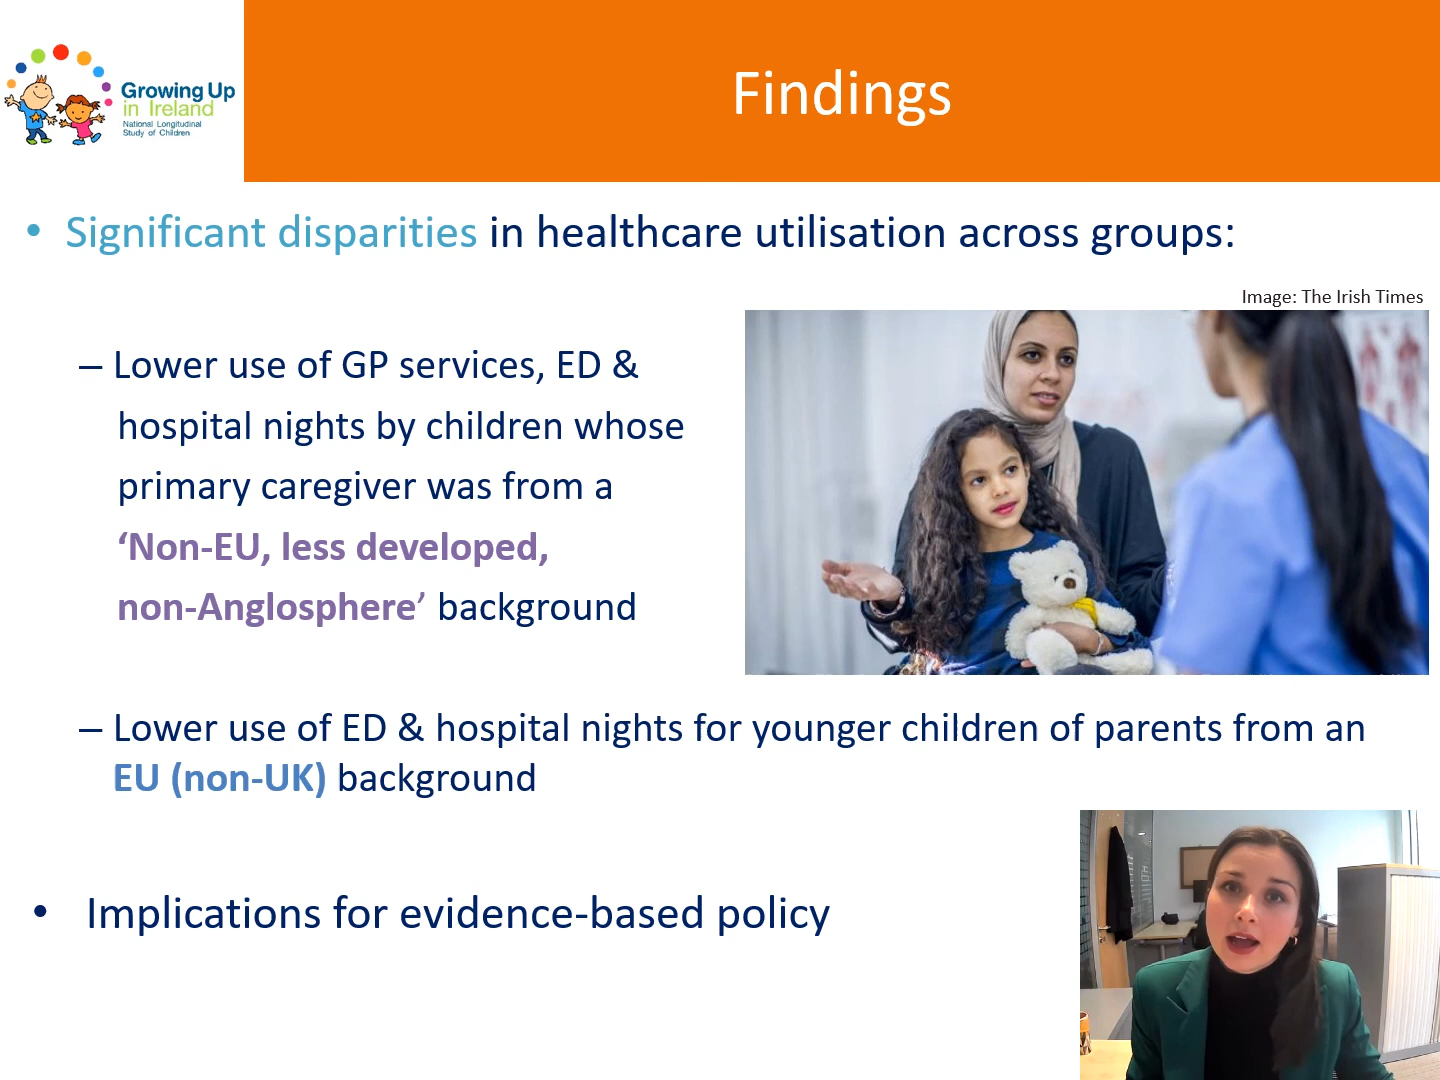 Growing Up
in Ireland
National Longitudinal
Study of Children
Findings
• Significant disparities in healthcare utilisation across groups:
Image: The Irish Times
– Lower use of GP services, ED &
hospital nights by children whose
primary caregiver was from a
‘Non-EU, less developed,
non-Anglosphere’ background
– Lower use of ED & hospital nights for younger children of parents from an
EU (non-UK) background
• Implications for evidence-based policy